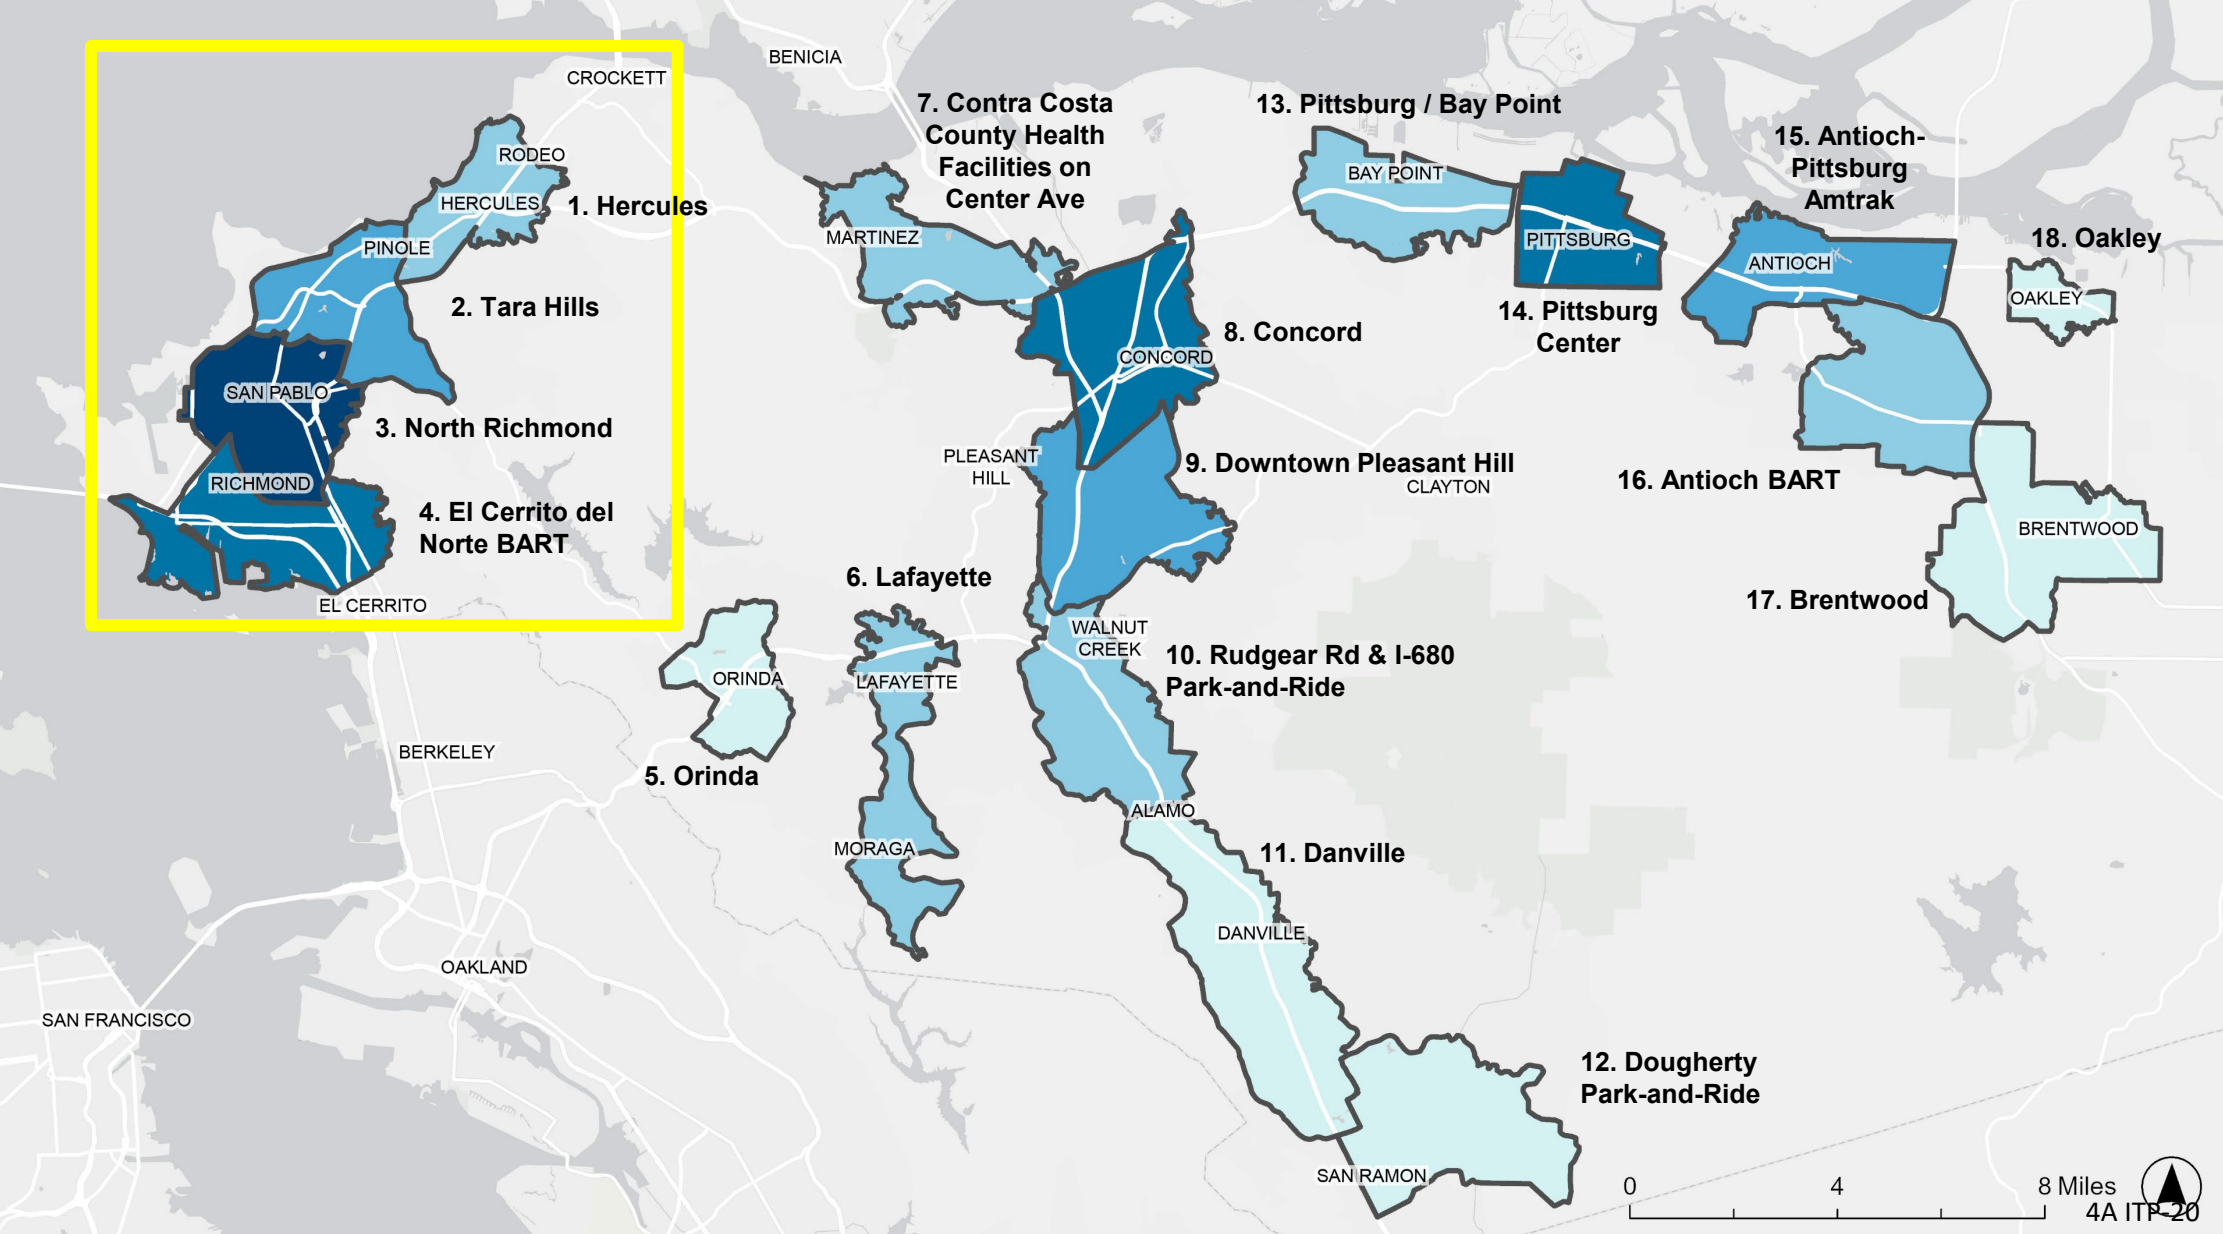 CROCKETT
BENICIA
7. Contra Costa
County Health
Facilities on
Center Ave
13. Pittsburg / Bay Point
15. Antioch-
Pittsburg
Amtrak
RODEO
HERCULES
1. Hercules
BAY POINT
PINOLE
MARTINEZ
PITTSBURG
ANTIOCH
18. Oakley
OAKLEY
2. Tara Hills
14. Pittsburg
Center
8. Concord
CONCORD
SAN PABLO
3. North Richmond
PLEASANT
HILL
9. Downtown Pleasant Hill
CLAYTON
16. Antioch BART
RICHMOND
4. El Cerrito del
Norte BART
BRENTWOOD
17. Brentwood
6. Lafayette
EL CERRITO
WALNUT
CREEK
10. Rudgear Rd & I-680
Park-and-Ride
ORINDA
LAFAYETTE
BERKELEY
5. Orinda
ALAMO
MORAGA
11. Danville
DANVILLE
OAKLAND
SAN FRANCISCO
12. Dougherty
Park-and-Ride
SAN RAMON
0 4 8 Miles
4A ITP-20